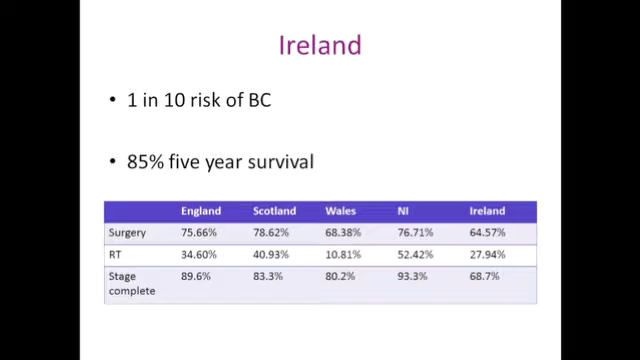 Ireland
• 1 in 10 risk of BC
• 85% five year survival
England Scotland Wales NI Ireland
Surgery 75.66% 78.62% 68.38% 76.71% 64.57%
RT 34.60% 40.93% 10.81% 52.42% 27.94%
Stage 89.6% 83.3% 80.2% 93.3% 68.7%
complete